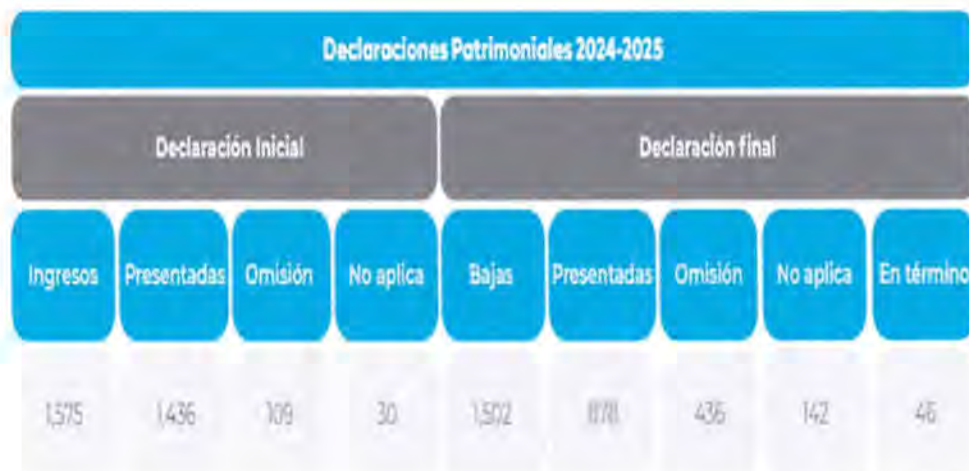 Declaraciones Patrimoniales 2024-2025
Declaración Inicial Declaración final
Ingresos Presentadas Omisión No aplica Bajas Presentadas Omisión No aplica En término
1,575 1,436 109 30 1,502 878 436 142 46